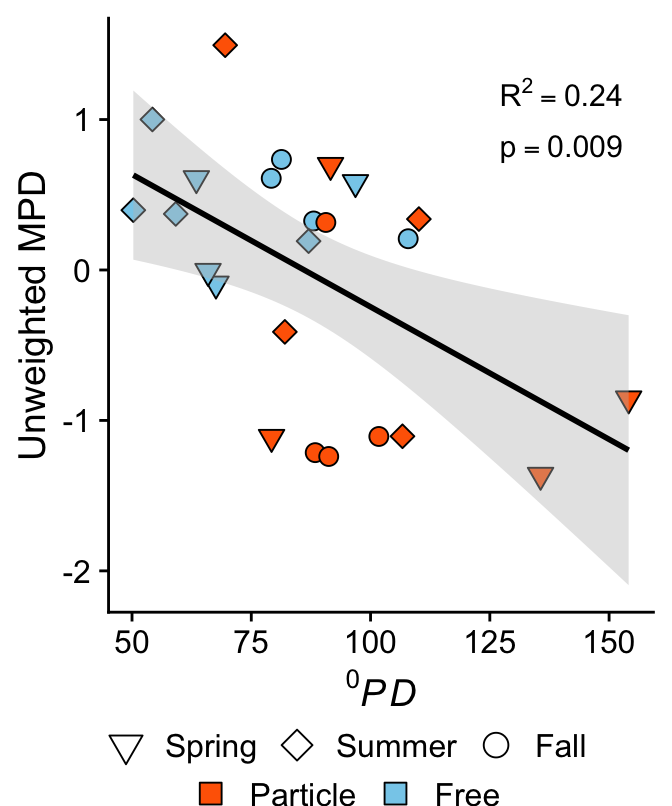 R² = 0.24
p = 0.009
Unweighted MPD
1
0
-1
-2
50 75 100 125 150
⁰PD
Spring Summer Fall
Particle Free